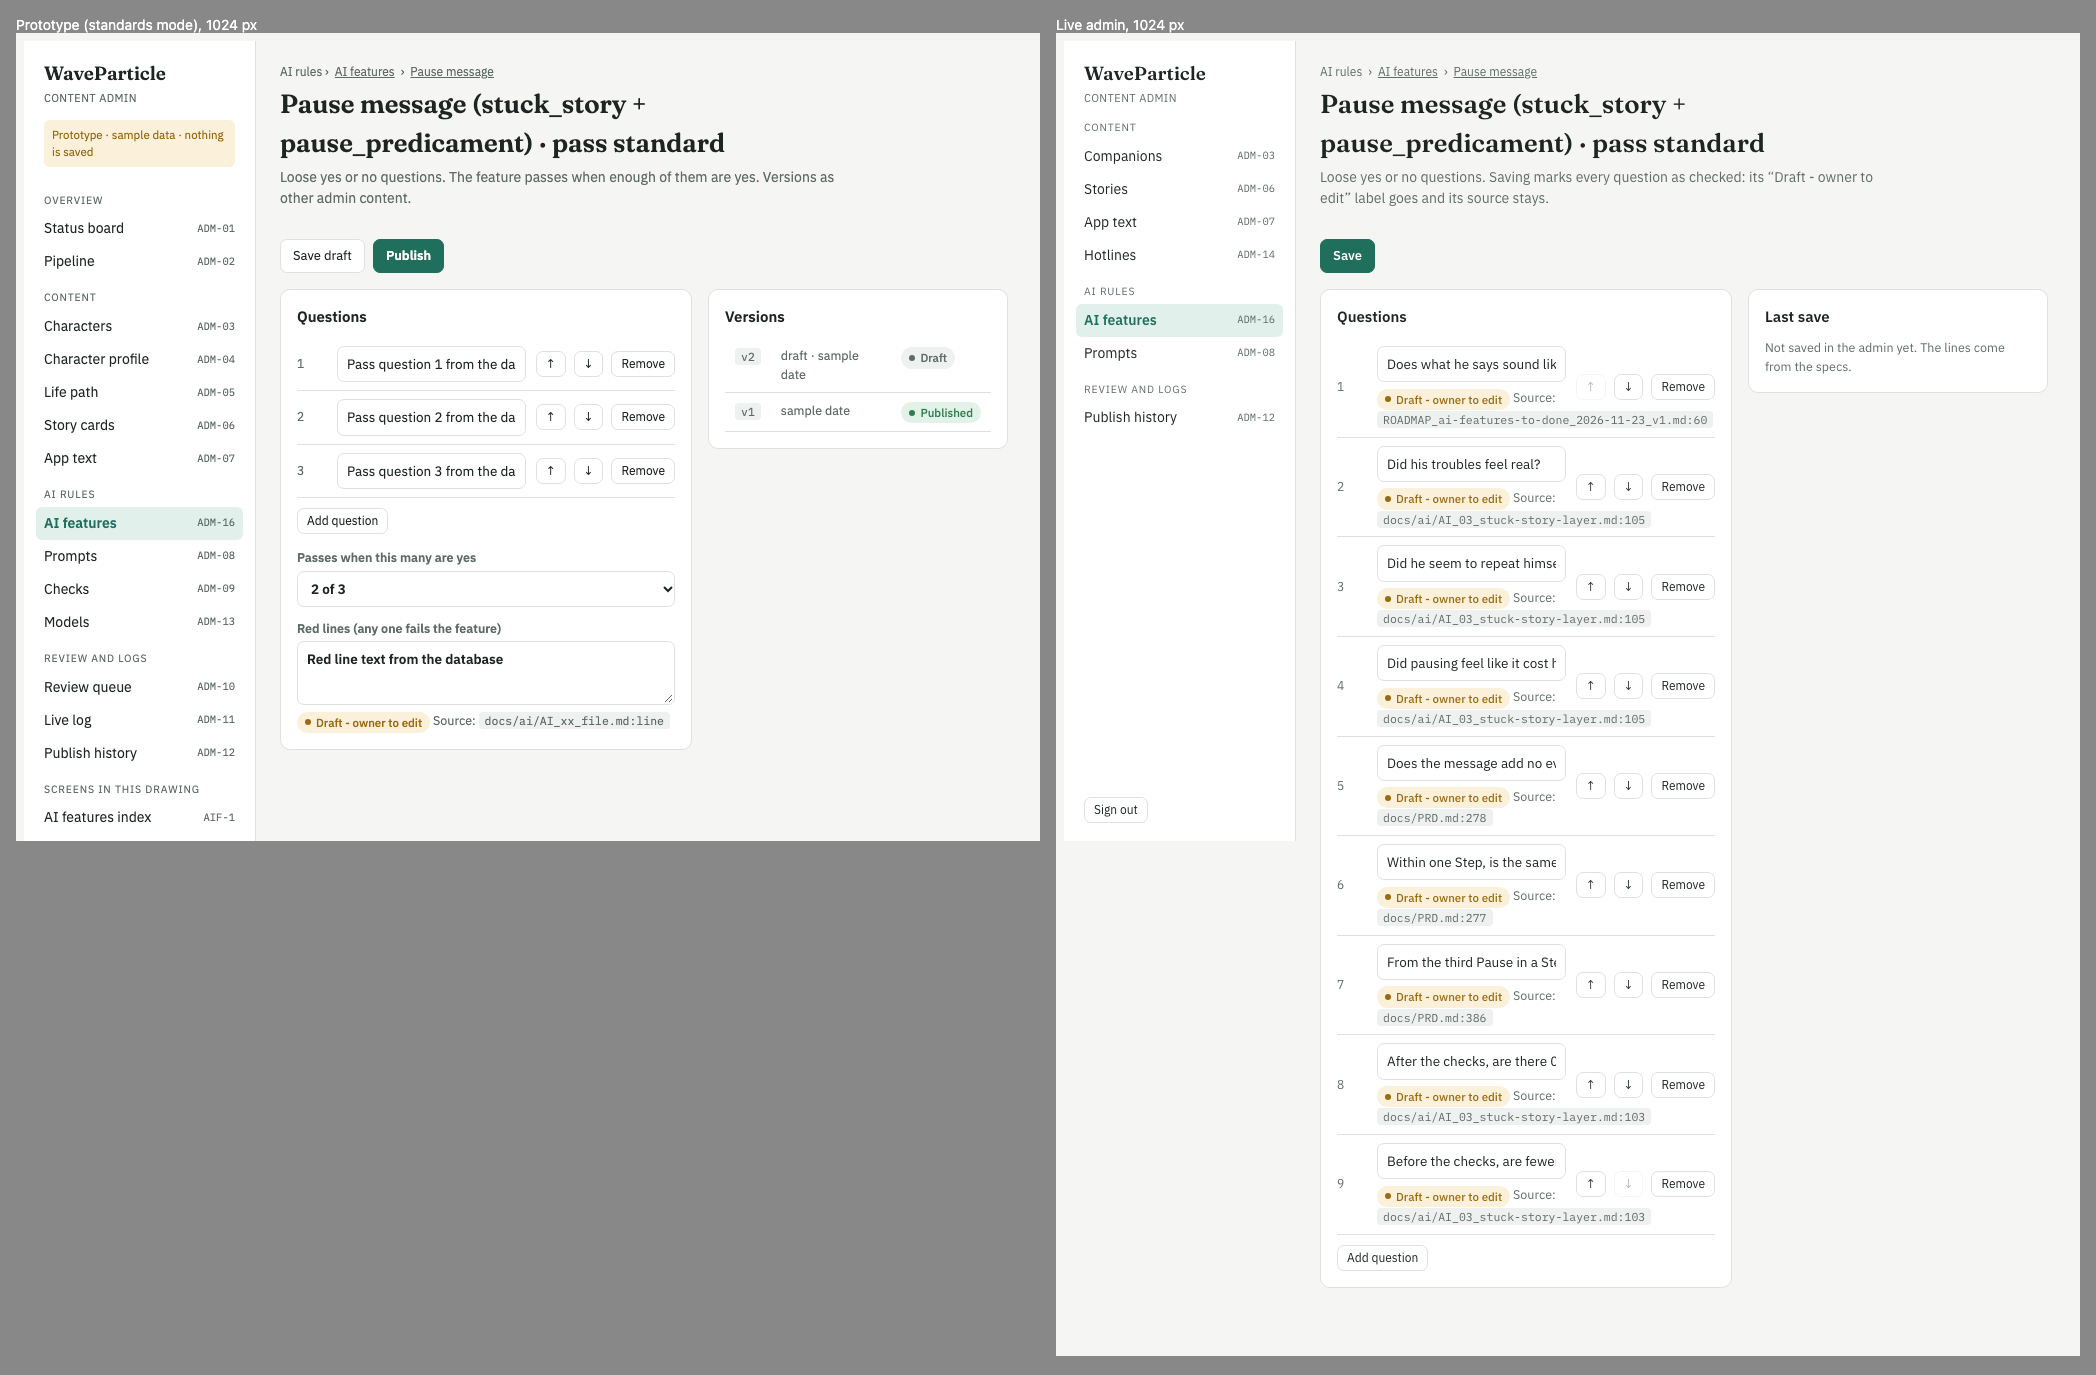 Prototype (standards mode), 1024 px
WaveParticle
CONTENT ADMIN
Prototype · sample data · nothing
is saved
OVERVIEW
Status board ADM-01
Pipeline ADM-02
CONTENT
Characters ADM-03
Character profile ADM-04
Life path ADM-05
Story cards ADM-06
App text ADM-07
AI RULES
AI features ADM-16
Prompts ADM-08
Checks ADM-09
Models ADM-13
REVIEW AND LOGS
Review queue ADM-10
Live log ADM-11
Publish history ADM-12
SCREENS IN THIS DRAWING
AI features index AIF-1
AI rules › AI features › Pause message
Pause message (stuck_story +
pause_predicament) · pass standard
Loose yes or no questions. The feature passes when enough of them are yes. Versions as
other admin content.
Save draft Publish
Questions
1 Pass question 1 from the da ↑ ↓ Remove
2 Pass question 2 from the da ↑ ↓ Remove
3 Pass question 3 from the da ↑ ↓ Remove
Add question
Passes when this many are yes
2 of 3
Red lines (any one fails the feature)
Red line text from the database
Draft - owner to edit Source: docs/ai/AI_xx_file.md:line
Versions
v2 draft · sample
date
Draft
v1 sample date Published
Live admin, 1024 px
WaveParticle
CONTENT ADMIN
CONTENT
Companions ADM-03
Stories ADM-06
App text ADM-07
Hotlines ADM-14
AI RULES
AI features ADM-16
Prompts ADM-08
REVIEW AND LOGS
Publish history ADM-12
Sign out
AI rules › AI features › Pause message
Pause message (stuck_story +
pause_predicament) · pass standard
Loose yes or no questions. Saving marks every question as checked: its “Draft - owner to
edit” label goes and its source stays.
Save
Questions
1 Does what he says sound lik ↑ ↓ Remove
Draft - owner to edit Source:
ROADMAP_ai-features-to-done_2026-11-23_v1.md:60
2 Did his troubles feel real? ↑ ↓ Remove
Draft - owner to edit Source:
docs/ai/AI_03_stuck-story-layer.md:105
3 Did he seem to repeat himse ↑ ↓ Remove
Draft - owner to edit Source:
docs/ai/AI_03_stuck-story-layer.md:105
4 Did pausing feel like it cost h ↑ ↓ Remove
Draft - owner to edit Source:
docs/ai/AI_03_stuck-story-layer.md:105
5 Does the message add no ev ↑ ↓ Remove
Draft - owner to edit Source:
docs/PRD.md:278
6 Within one Step, is the same ↑ ↓ Remove
Draft - owner to edit Source:
docs/PRD.md:277
7 From the third Pause in a Ste ↑ ↓ Remove
Draft - owner to edit Source:
docs/PRD.md:386
8 After the checks, are there 0 ↑ ↓ Remove
Draft - owner to edit Source:
docs/ai/AI_03_stuck-story-layer.md:103
9 Before the checks, are fewe ↑ ↓ Remove
Draft - owner to edit Source:
docs/ai/AI_03_stuck-story-layer.md:103
Add question
Last save
Not saved in the admin yet. The lines come
from the specs.